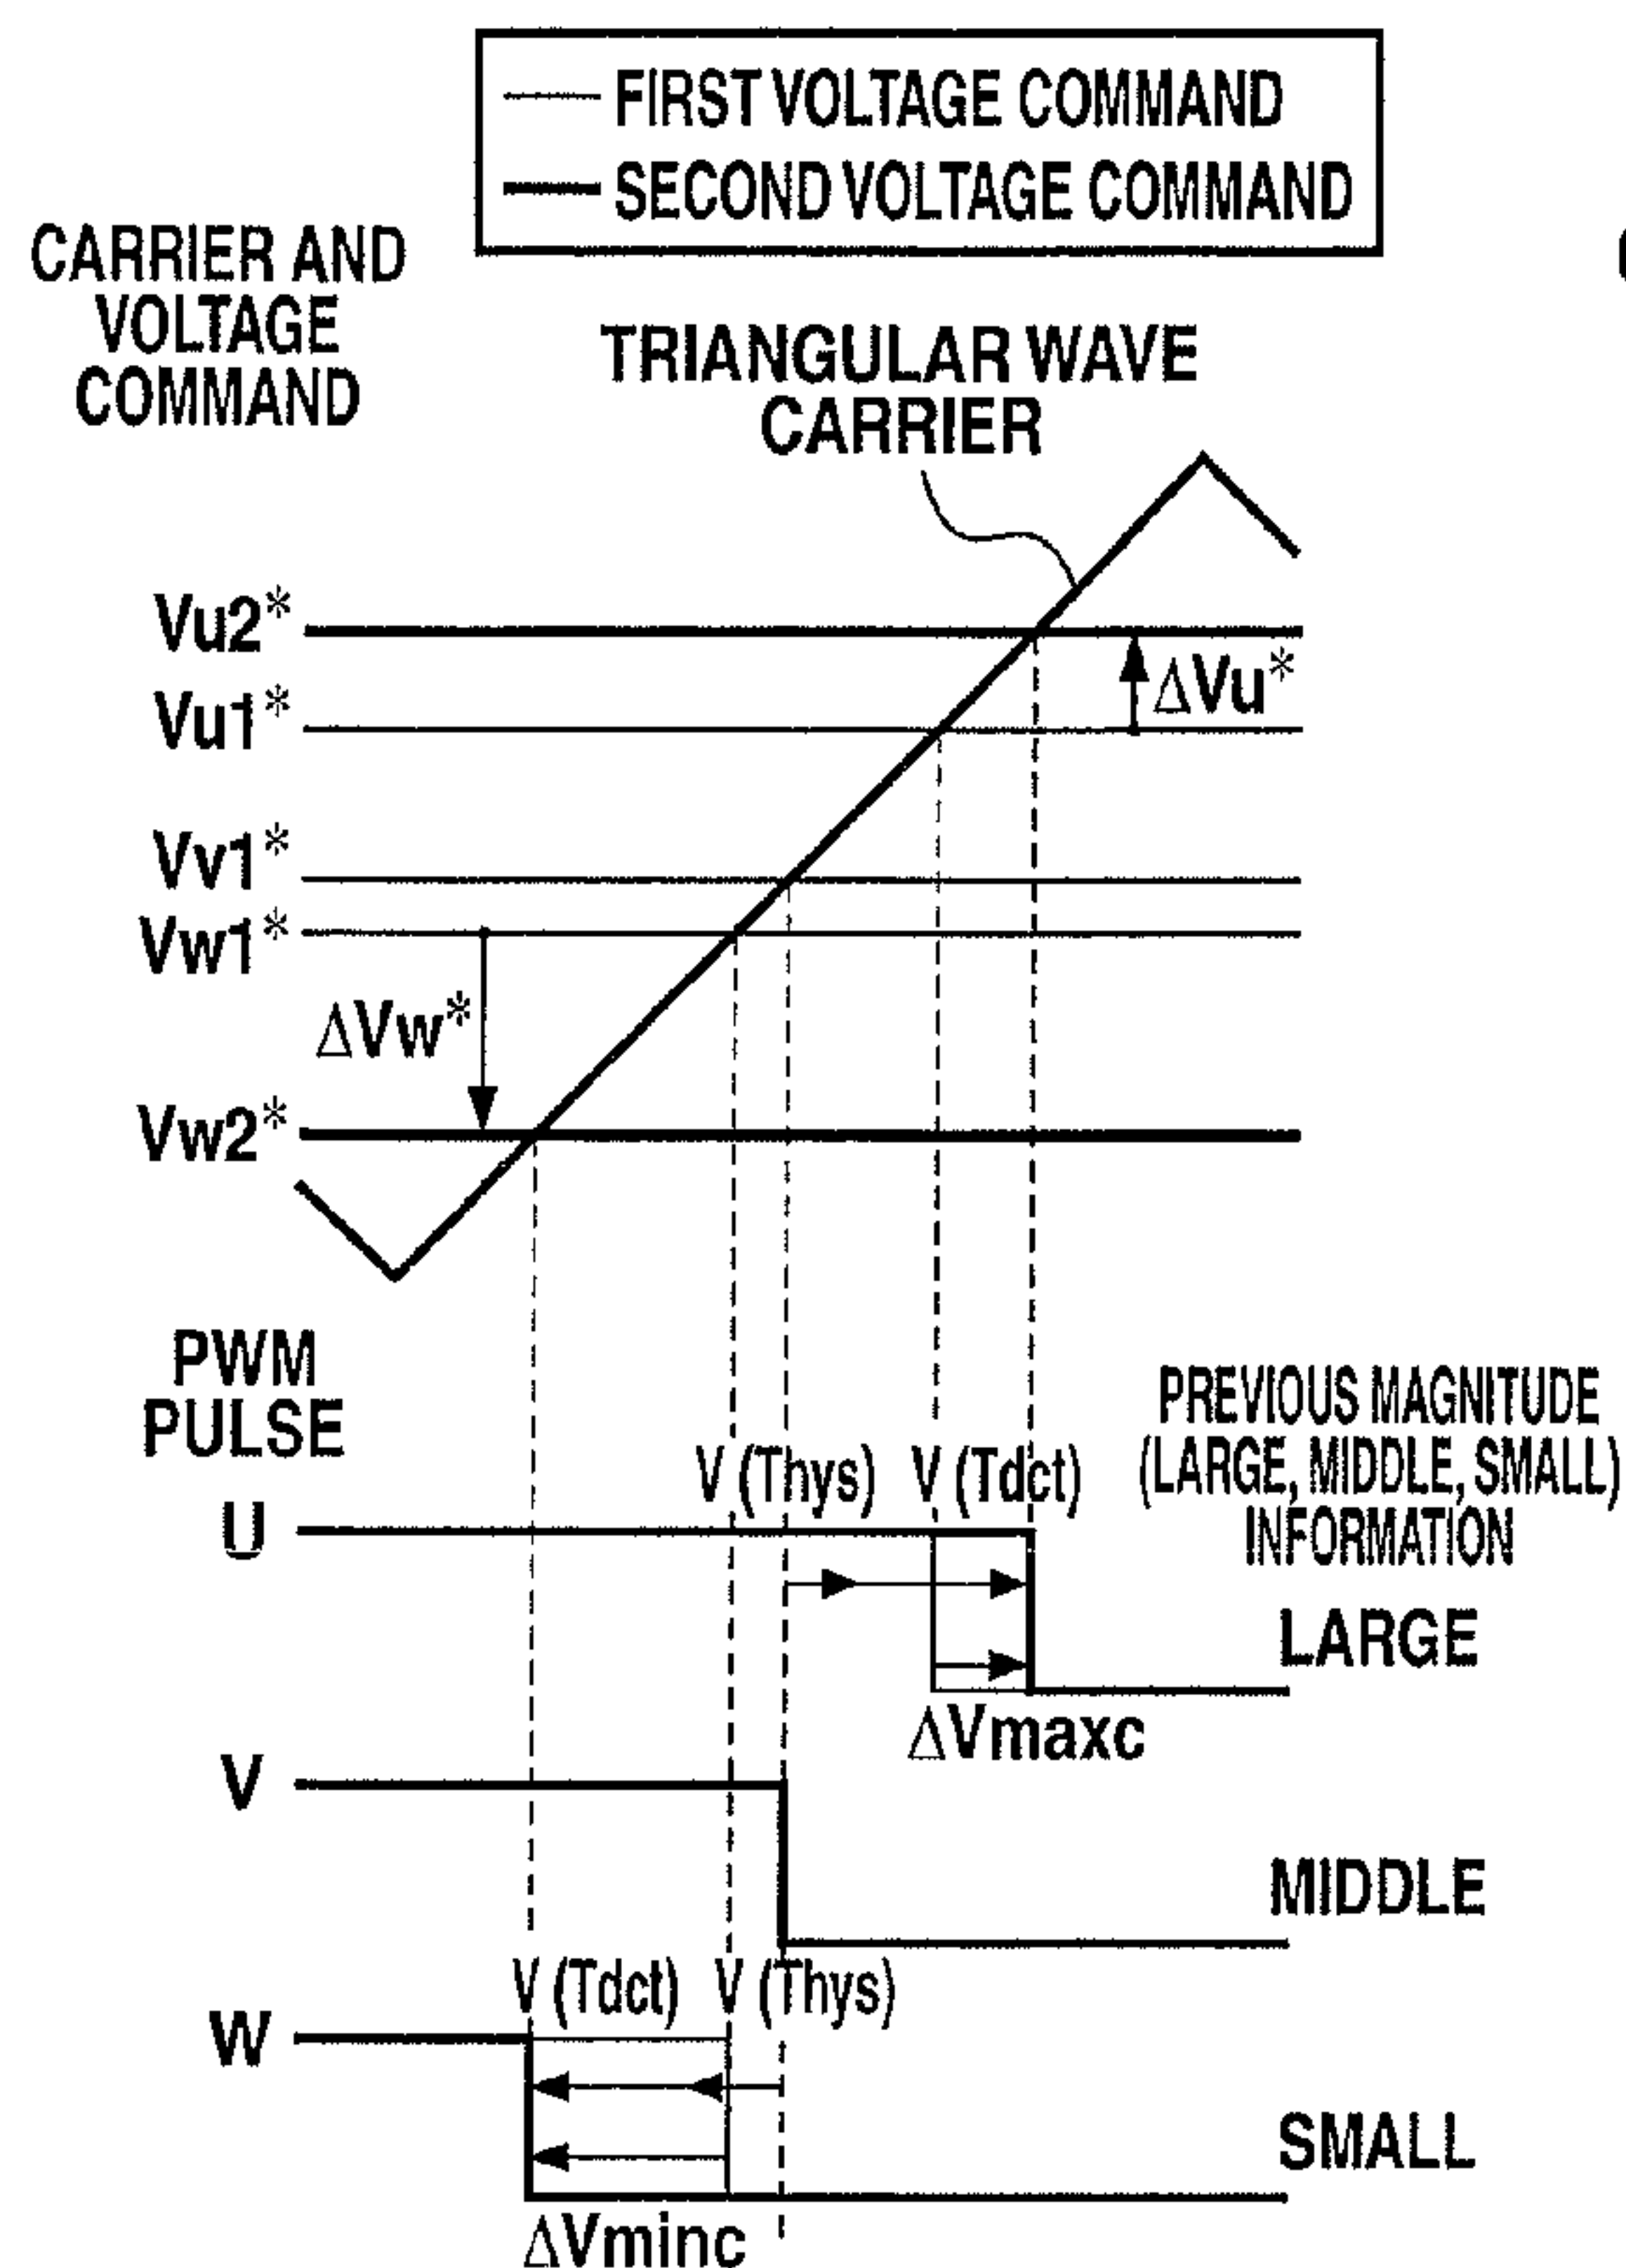 FIRST VOLTAGE COMMAND
SECOND VOLTAGE COMMAND
CARRIER AND
VOLTAGE
COMMAND
TRIANGULAR WAVE
CARRIER
Vu2*
ΔVu*
Vu1*
Vv1*
Vw1*
ΔVw*
Vw2*
PWM
PULSE
PREVIOUS MAGNITUDE
(LARGE, MIDDLE, SMALL)
INFORMATION
V (Thys) V (Tdct)
U
LARGE
ΔVmaxc
V
MIDDLE
V (Tdct) V (Thys)
W
SMALL
ΔVminc